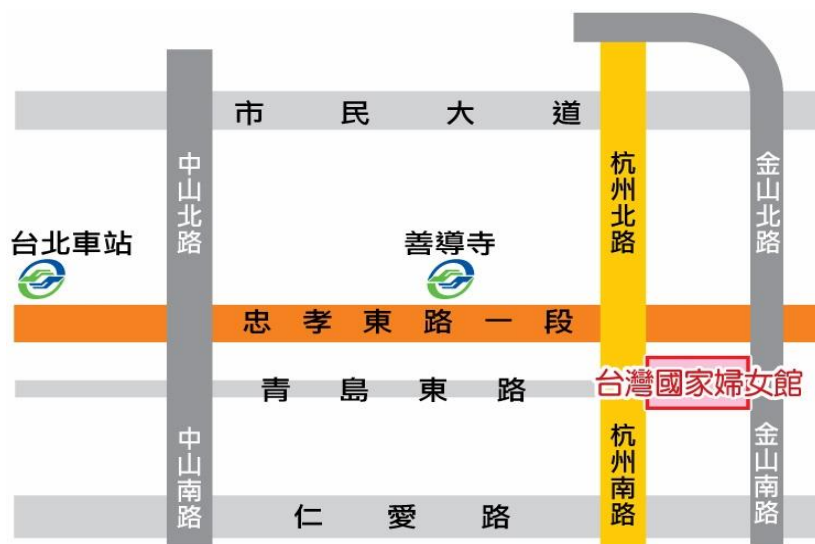 市民大道
中山北路
杭州北路
金山北路
台北車站
善導寺
忠孝東路一段
青島東路
台灣國家婦女館
中山南路
杭州南路
金山南路
仁愛路